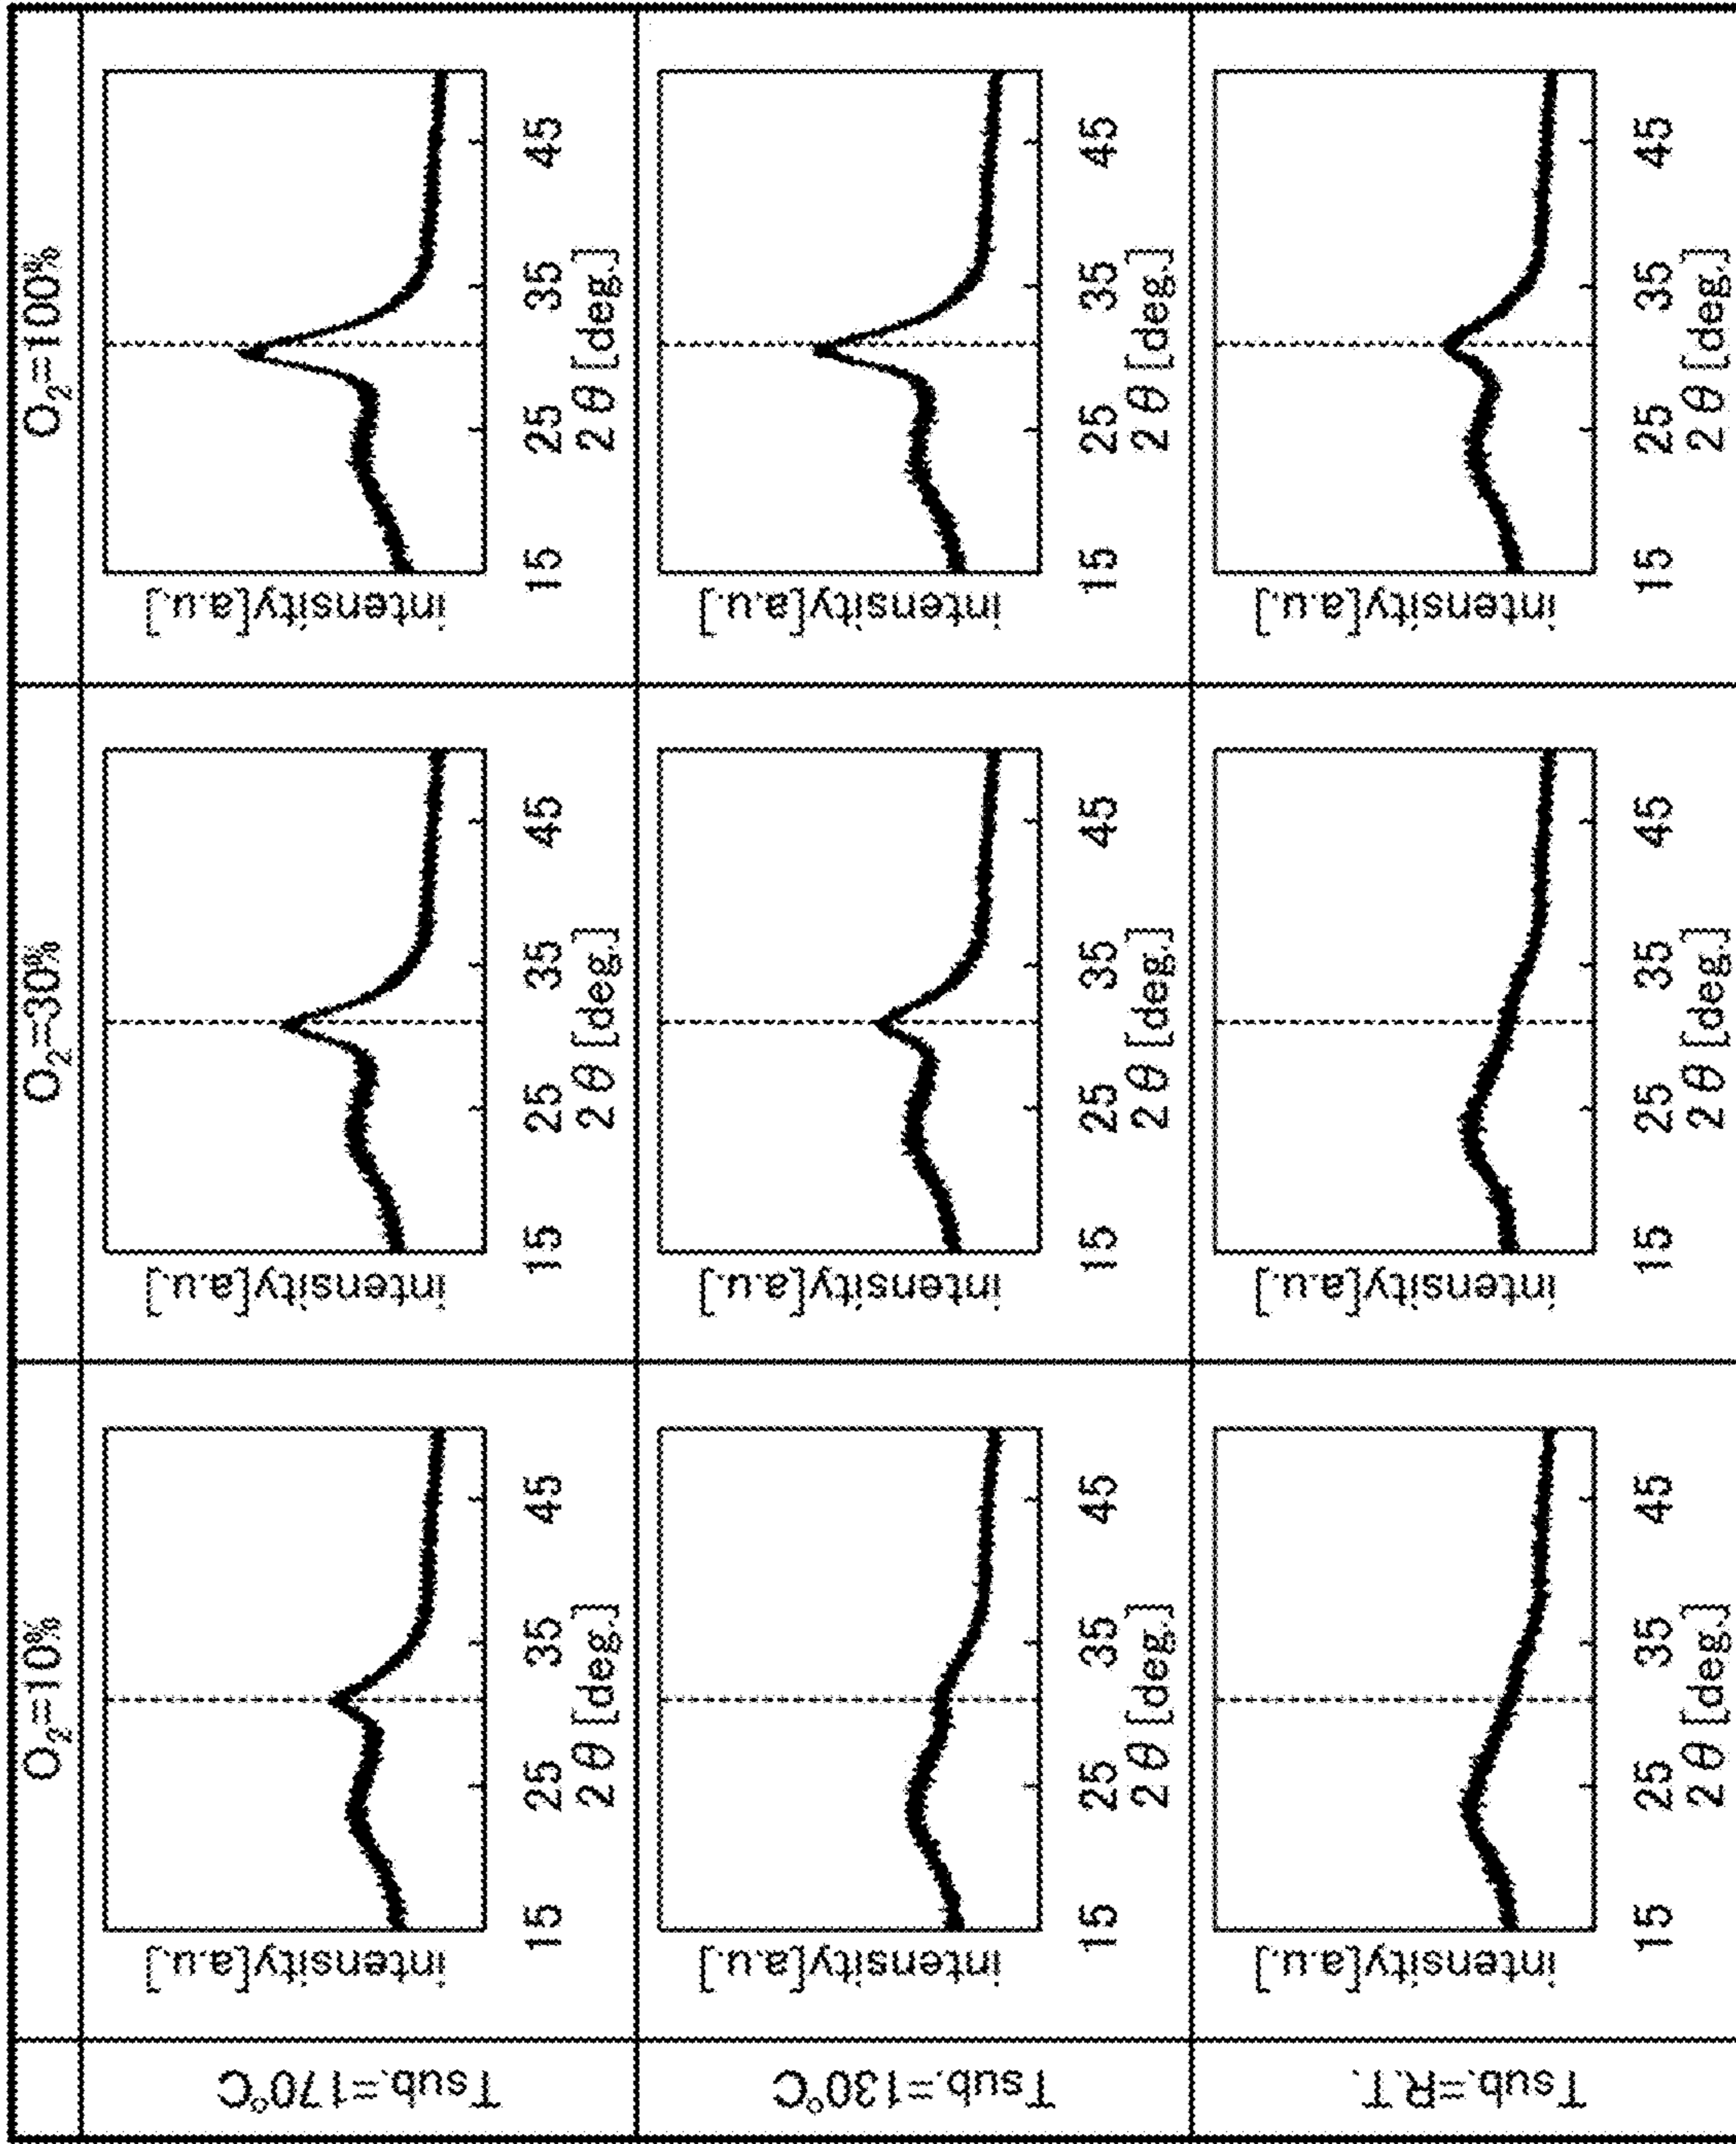 O₂=10%
O₂=30%
O₂=100%
Tsub.=170°C
intensity[a.u.]
15 25 35 45
2θ[deg.]
intensity[a.u.]
15 25 35 45
2θ[deg.]
intensity[a.u.]
15 25 35 45
2θ[deg.]
Tsub.=130°C
intensity[a.u.]
15 25 35 45
2θ[deg.]
intensity[a.u.]
15 25 35 45
2θ[deg.]
intensity[a.u.]
15 25 35 45
2θ[deg.]
Tsub.=R.T.
intensity[a.u.]
15 25 35 45
2θ[deg.]
intensity[a.u.]
15 25 35 45
2θ[deg.]
intensity[a.u.]
15 25 35 45
2θ[deg.]